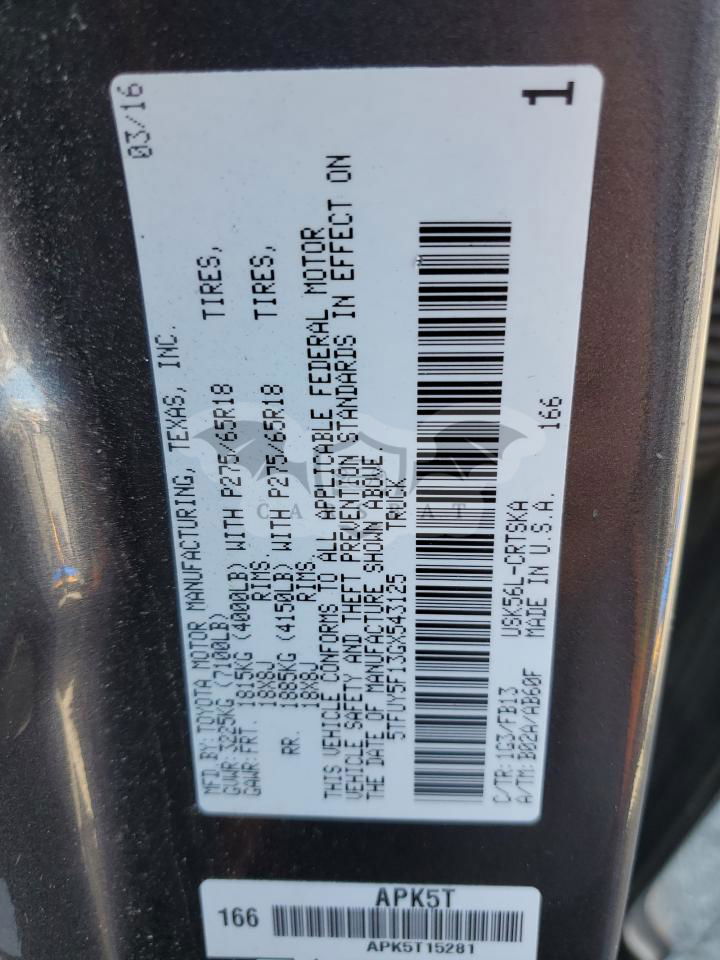 03/16
MFD BY: TOYOTA MOTOR MANUFACTURING, TEXAS, INC.
GVWR: 3225KG (7100LB)
GAWR: FRT. 1815KG (4000LB) WITH P275/65R18 TIRES,
18X8J RIMS
RR. 1885KG (4150LB) WITH P275/65R18 TIRES,
18X8J RIMS
THIS VEHICLE CONFORMS TO ALL APPLICABLE FEDERAL MOTOR
VEHICLE SAFETY AND THEFT PREVENTION STANDARDS IN EFFECT ON
THE DATE OF MANUFACTURE SHOWN ABOVE.
5TFUY5F13GX543125 TRUCK
C/TR: 1G3/FB13 USK56L-CRTSKA 166
A/TM: B02A/AB60F MADE IN U.S.A.
1
APK5T
166
APK5T15281